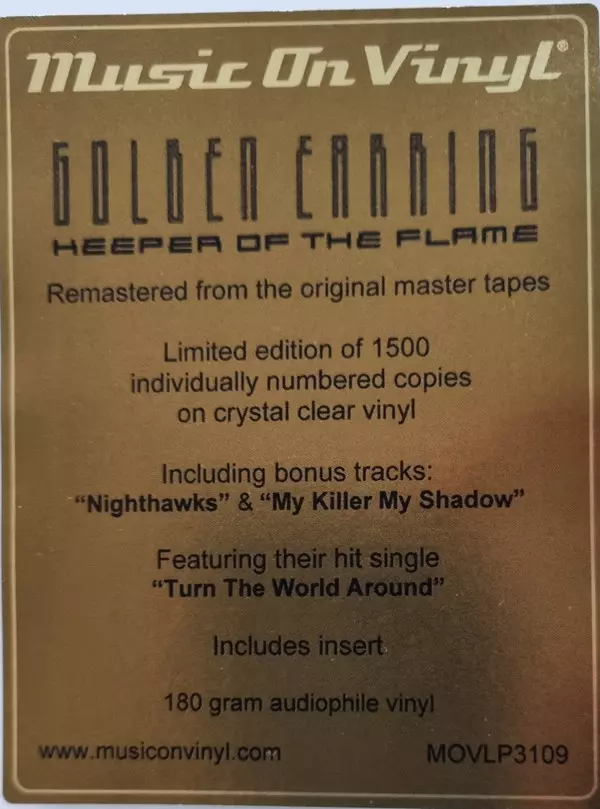 Music On Vinyl®
GOLDEN EARRING
KEEPER OF THE FLAME
Remastered from the original master tapes
Limited edition of 1500
individually numbered copies
on crystal clear vinyl
Including bonus tracks:
“Nighthawks” & “My Killer My Shadow”
Featuring their hit single
“Turn The World Around”
Includes insert
180 gram audiophile vinyl
www.musiconvinyl.com MOVLP3109